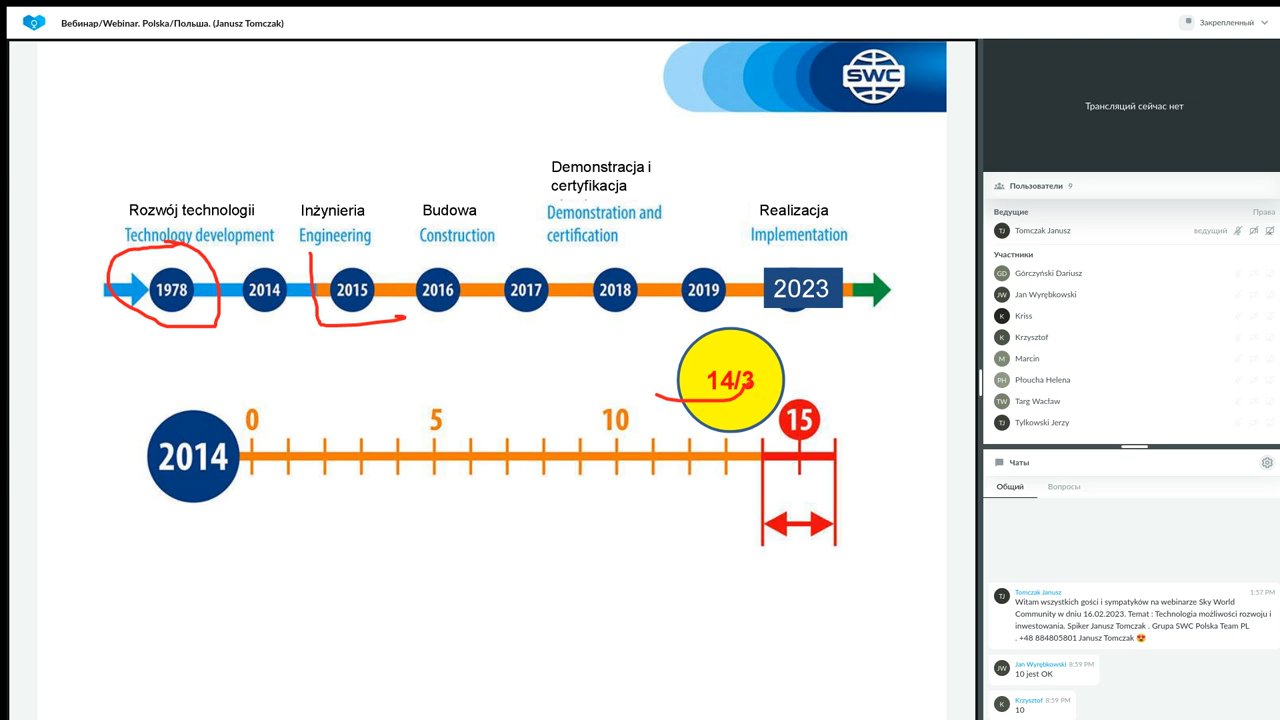 Вебинар/Webinar. Polska/Польша. (Janusz Tomczak)
Закрепленный
SWC
Demonstracja i
certyfikacja
Rozwój technologii
Inżynieria
Budowa
Demonstration and
certification
Realizacja
Technology development
Engineering
Construction
Implementation
1978
2014
2015
2016
2017
2018
2019
2023
14/3
0
5
10
15
2014
Трансляций сейчас нет
Пользователи 9
Ведущие
Права
TJ Tomczak Janusz ведущий
Участники
GD Górczyński Dariusz
JW Jan Wyrębkowski
K Kriss
K Krzysztof
M Marcin
PH Płoucha Helena
TW Targ Wacław
TJ Tylkowski Jerzy
Чаты
Общий Вопросы
TJ Tomczak Janusz 1:57 PM
Witam wszystkich gości i sympatyków na webinarze Sky World
Community w dniu 16.02.2023. Temat : Technologia możliwości rozwoju i
inwestowania. Spiker Janusz Tomczak . Grupa SWC Polska Team PL
. +48 884805801 Janusz Tomczak 😍
JW Jan Wyrębkowski 8:59 PM
10 jest OK
K Krzysztof 8:59 PM
10